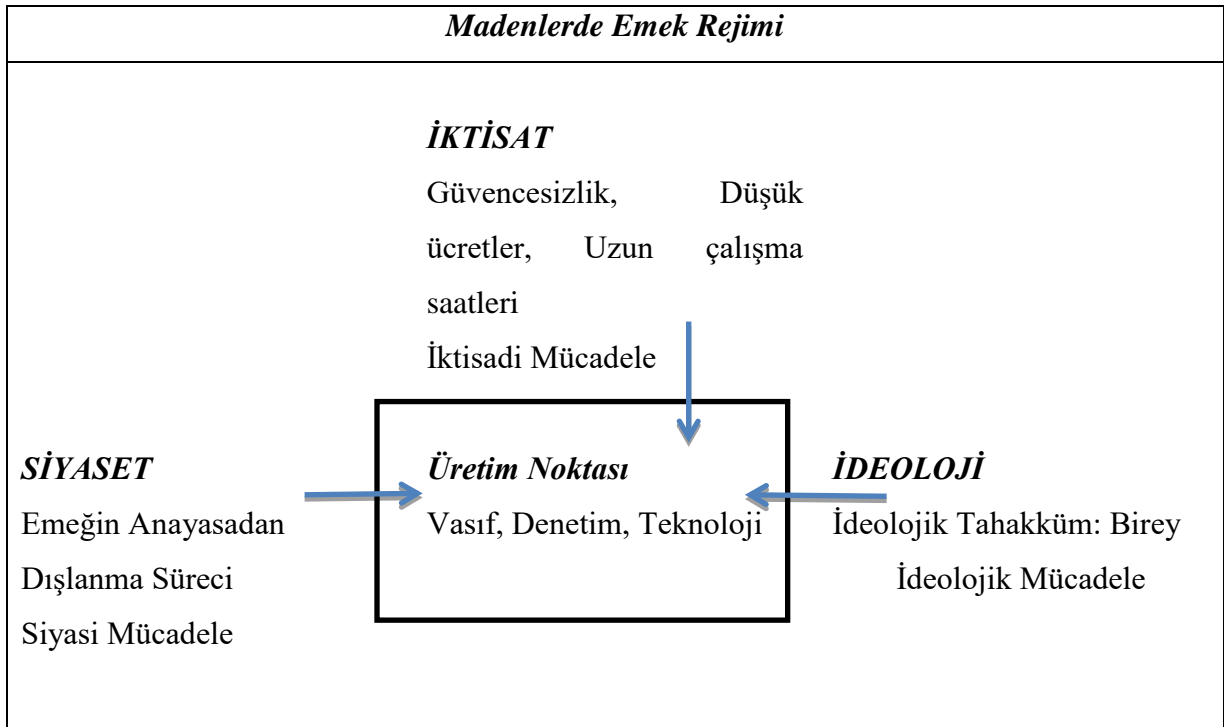 Madenlerde Emek Rejimi
İKTİSAT
Güvencesizlik, Düşük
ücretler, Uzun çalışma
saatleri
İktisadi Mücadele
SİYASET
Emeğin Anayasadan
Dışlanma Süreci
Siyasi Mücadele
Üretim Noktası
Vasıf, Denetim, Teknoloji
İDEOLOJİ
İdeolojik Tahakküm: Birey
İdeolojik Mücadele